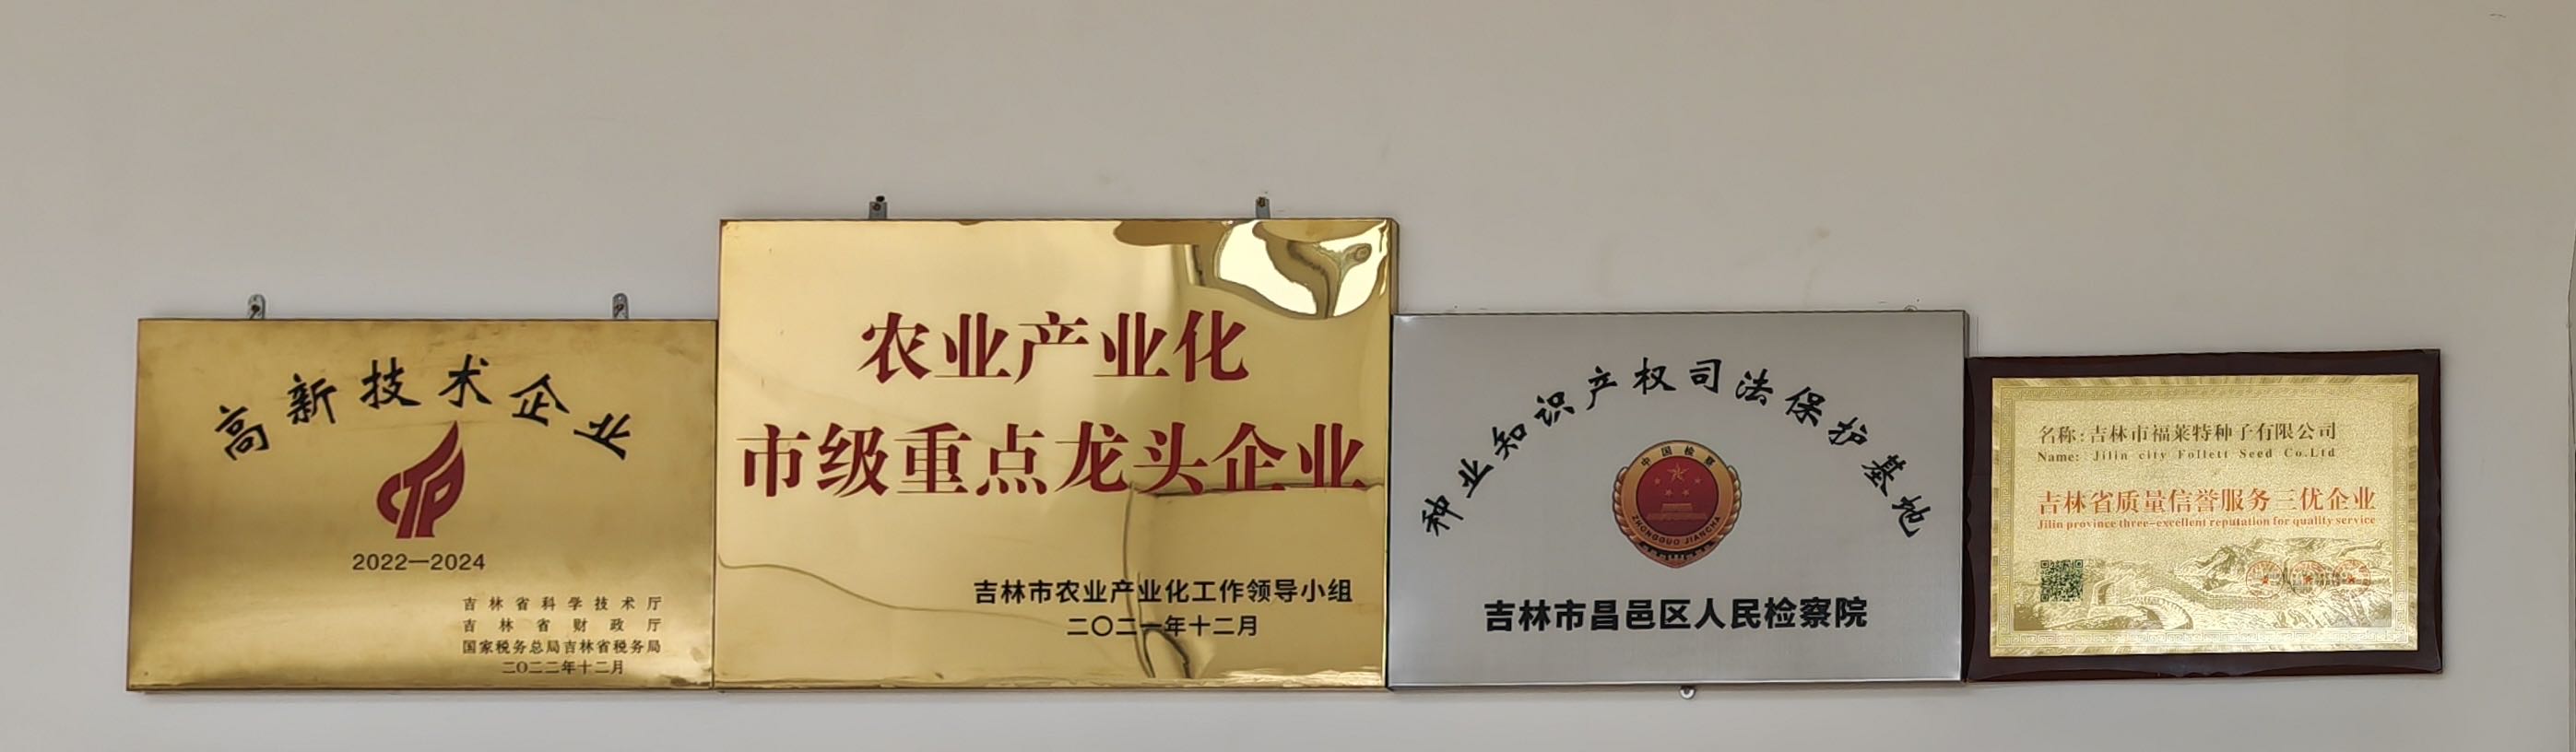 高新技术企业
CTP
2022—2024
吉林省科学技术厅
吉林省财政厅
国家税务总局吉林省税务局
二〇二二年十二月
农业产业化
市级重点龙头企业
吉林市农业产业化工作领导小组
二〇二一年十二月
种业知识产权司法保护基地
中国检察
ZHONGGUO JIANCHA
吉林市昌邑区人民检察院
名称:吉林市福莱特种子有限公司
Name: Jilin city Follett Seed Co.Ltd
吉林省质量信誉服务三优企业
Jilin province three-excellent reputation for quality service